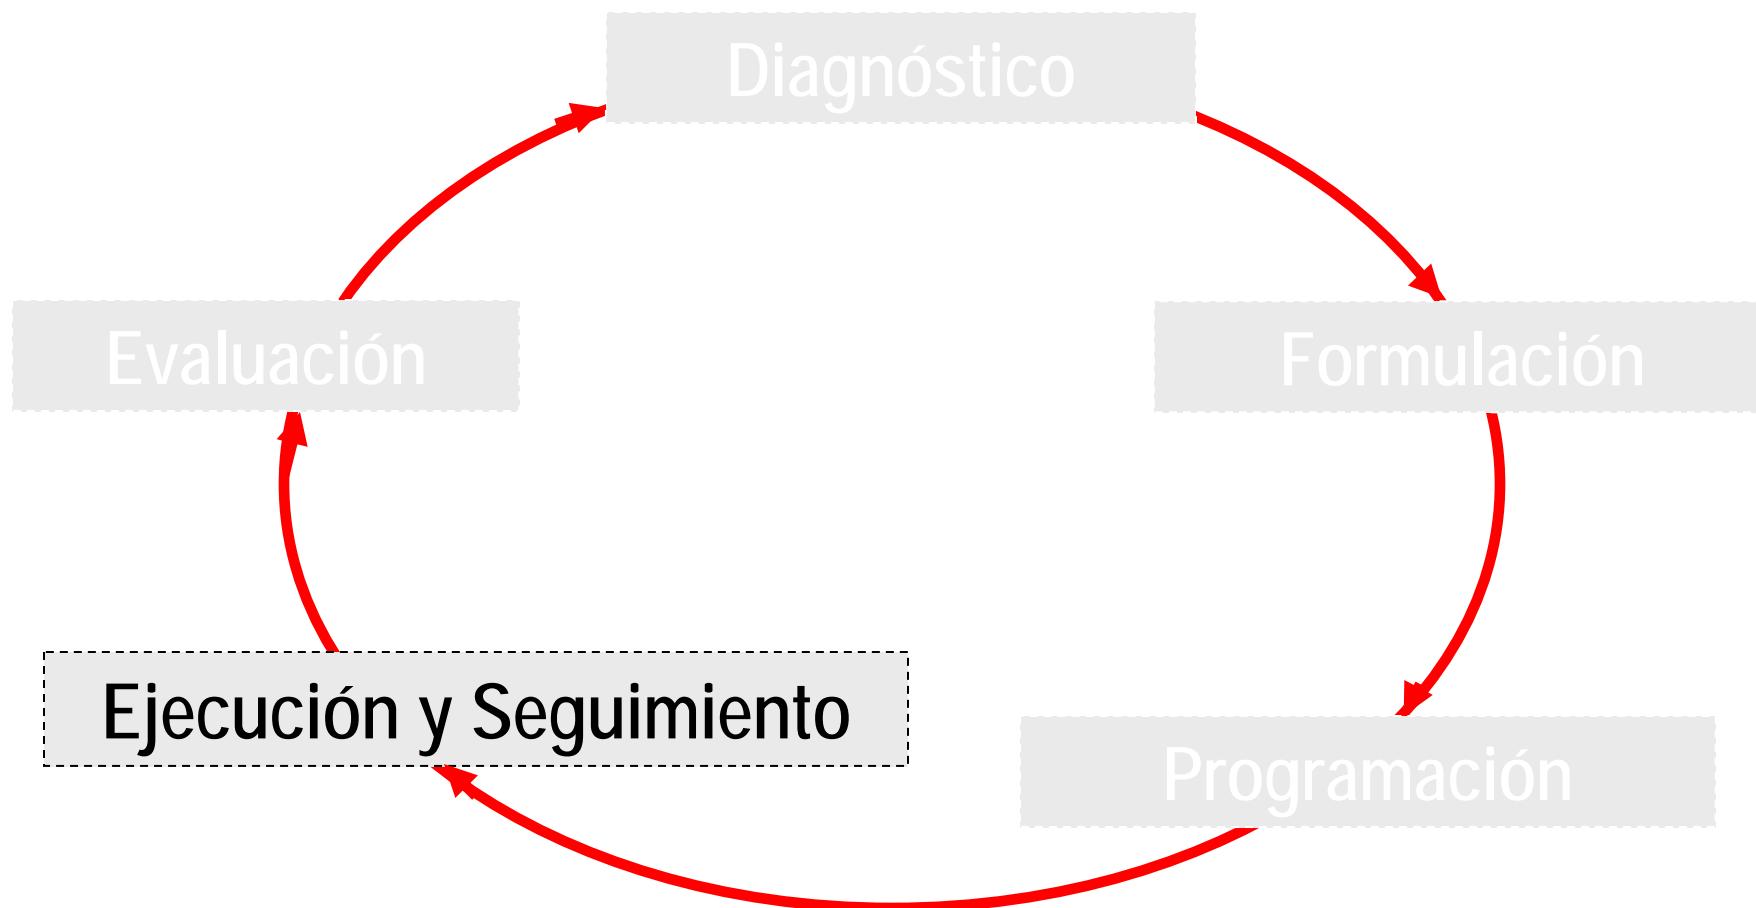 Diagnóstico
Evaluación
Formulación
Ejecución y Seguimiento
Programación